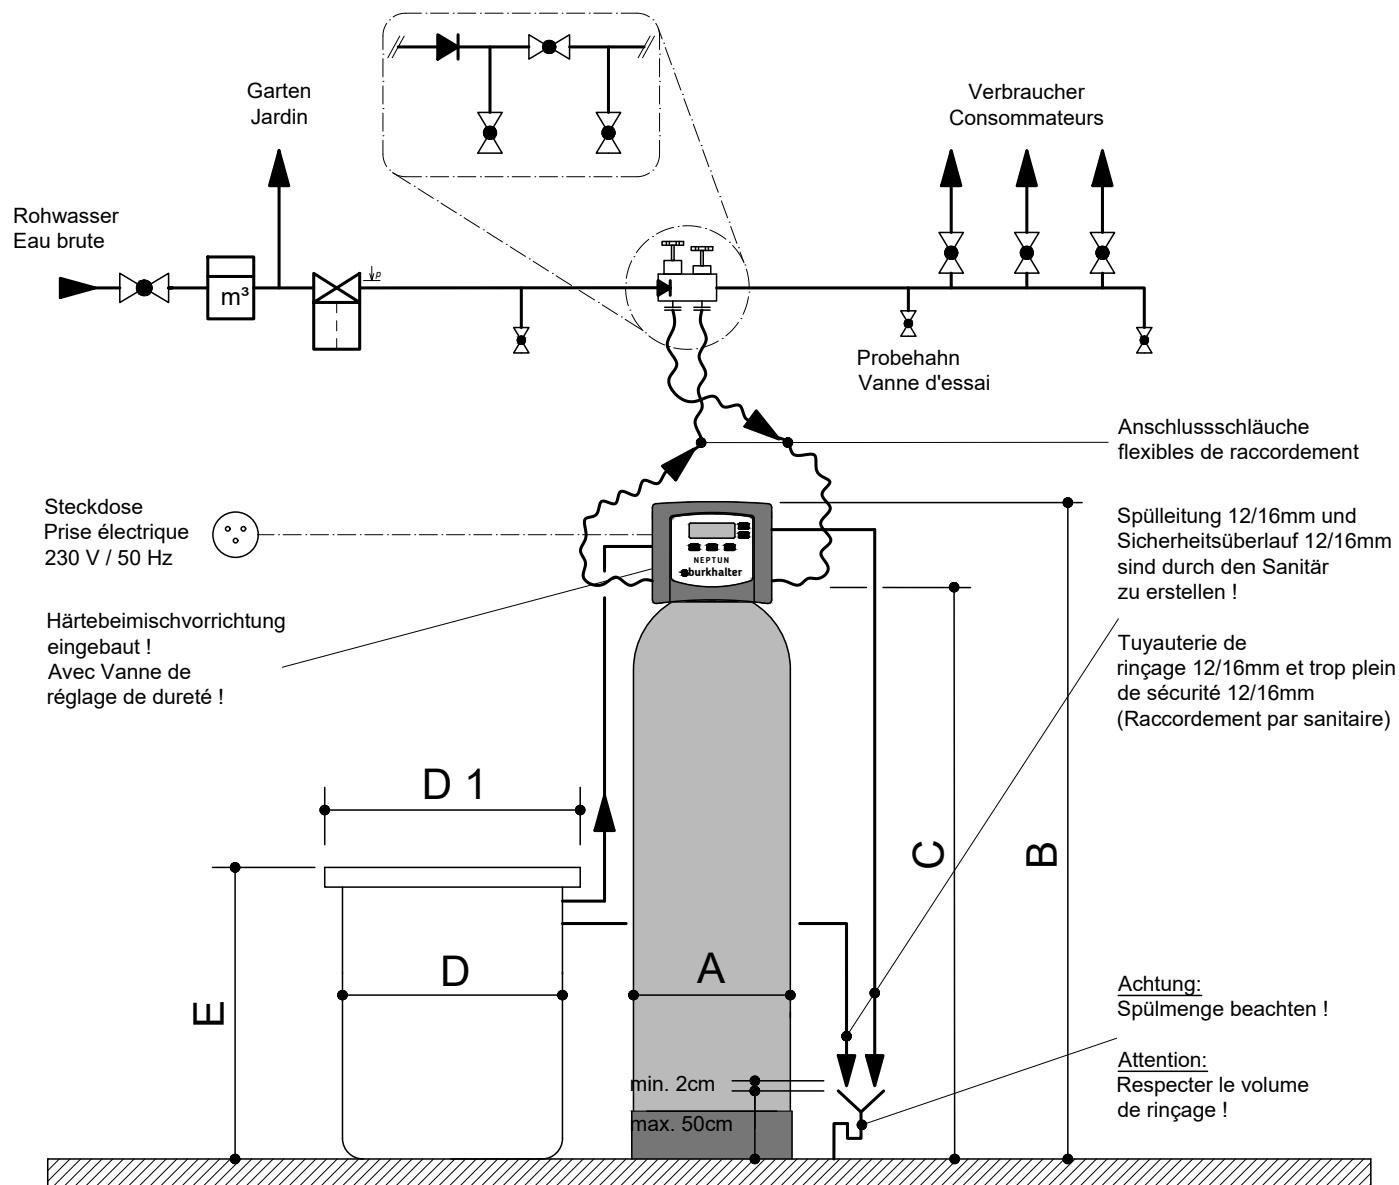 Garten
Jardin
Verbraucher
Consommateurs
Rohwasser
Eau brute
m³
p
Probehahn
Vanne d'essai
Anschlussschläuche
flexibles de raccordement
Steckdose
Prise électrique
230 V / 50 Hz
Spülleitung 12/16mm und
Sicherheitsüberlauf 12/16mm
sind durch den Sanitär
zu erstellen !
NEPTUN
burkhalter
Härtebeimischvorrichtung
eingebaut !
Avec Vanne de
réglage de dureté !
Tuyauterie de
rinçage 12/16mm et trop plein
de sécurité 12/16mm
(Raccordement par sanitaire)
D 1
C
B
D
A
E
Achtung:
Spülmenge beachten !
Attention:
Respecter le volume
de rinçage !
min. 2cm
max. 50cm